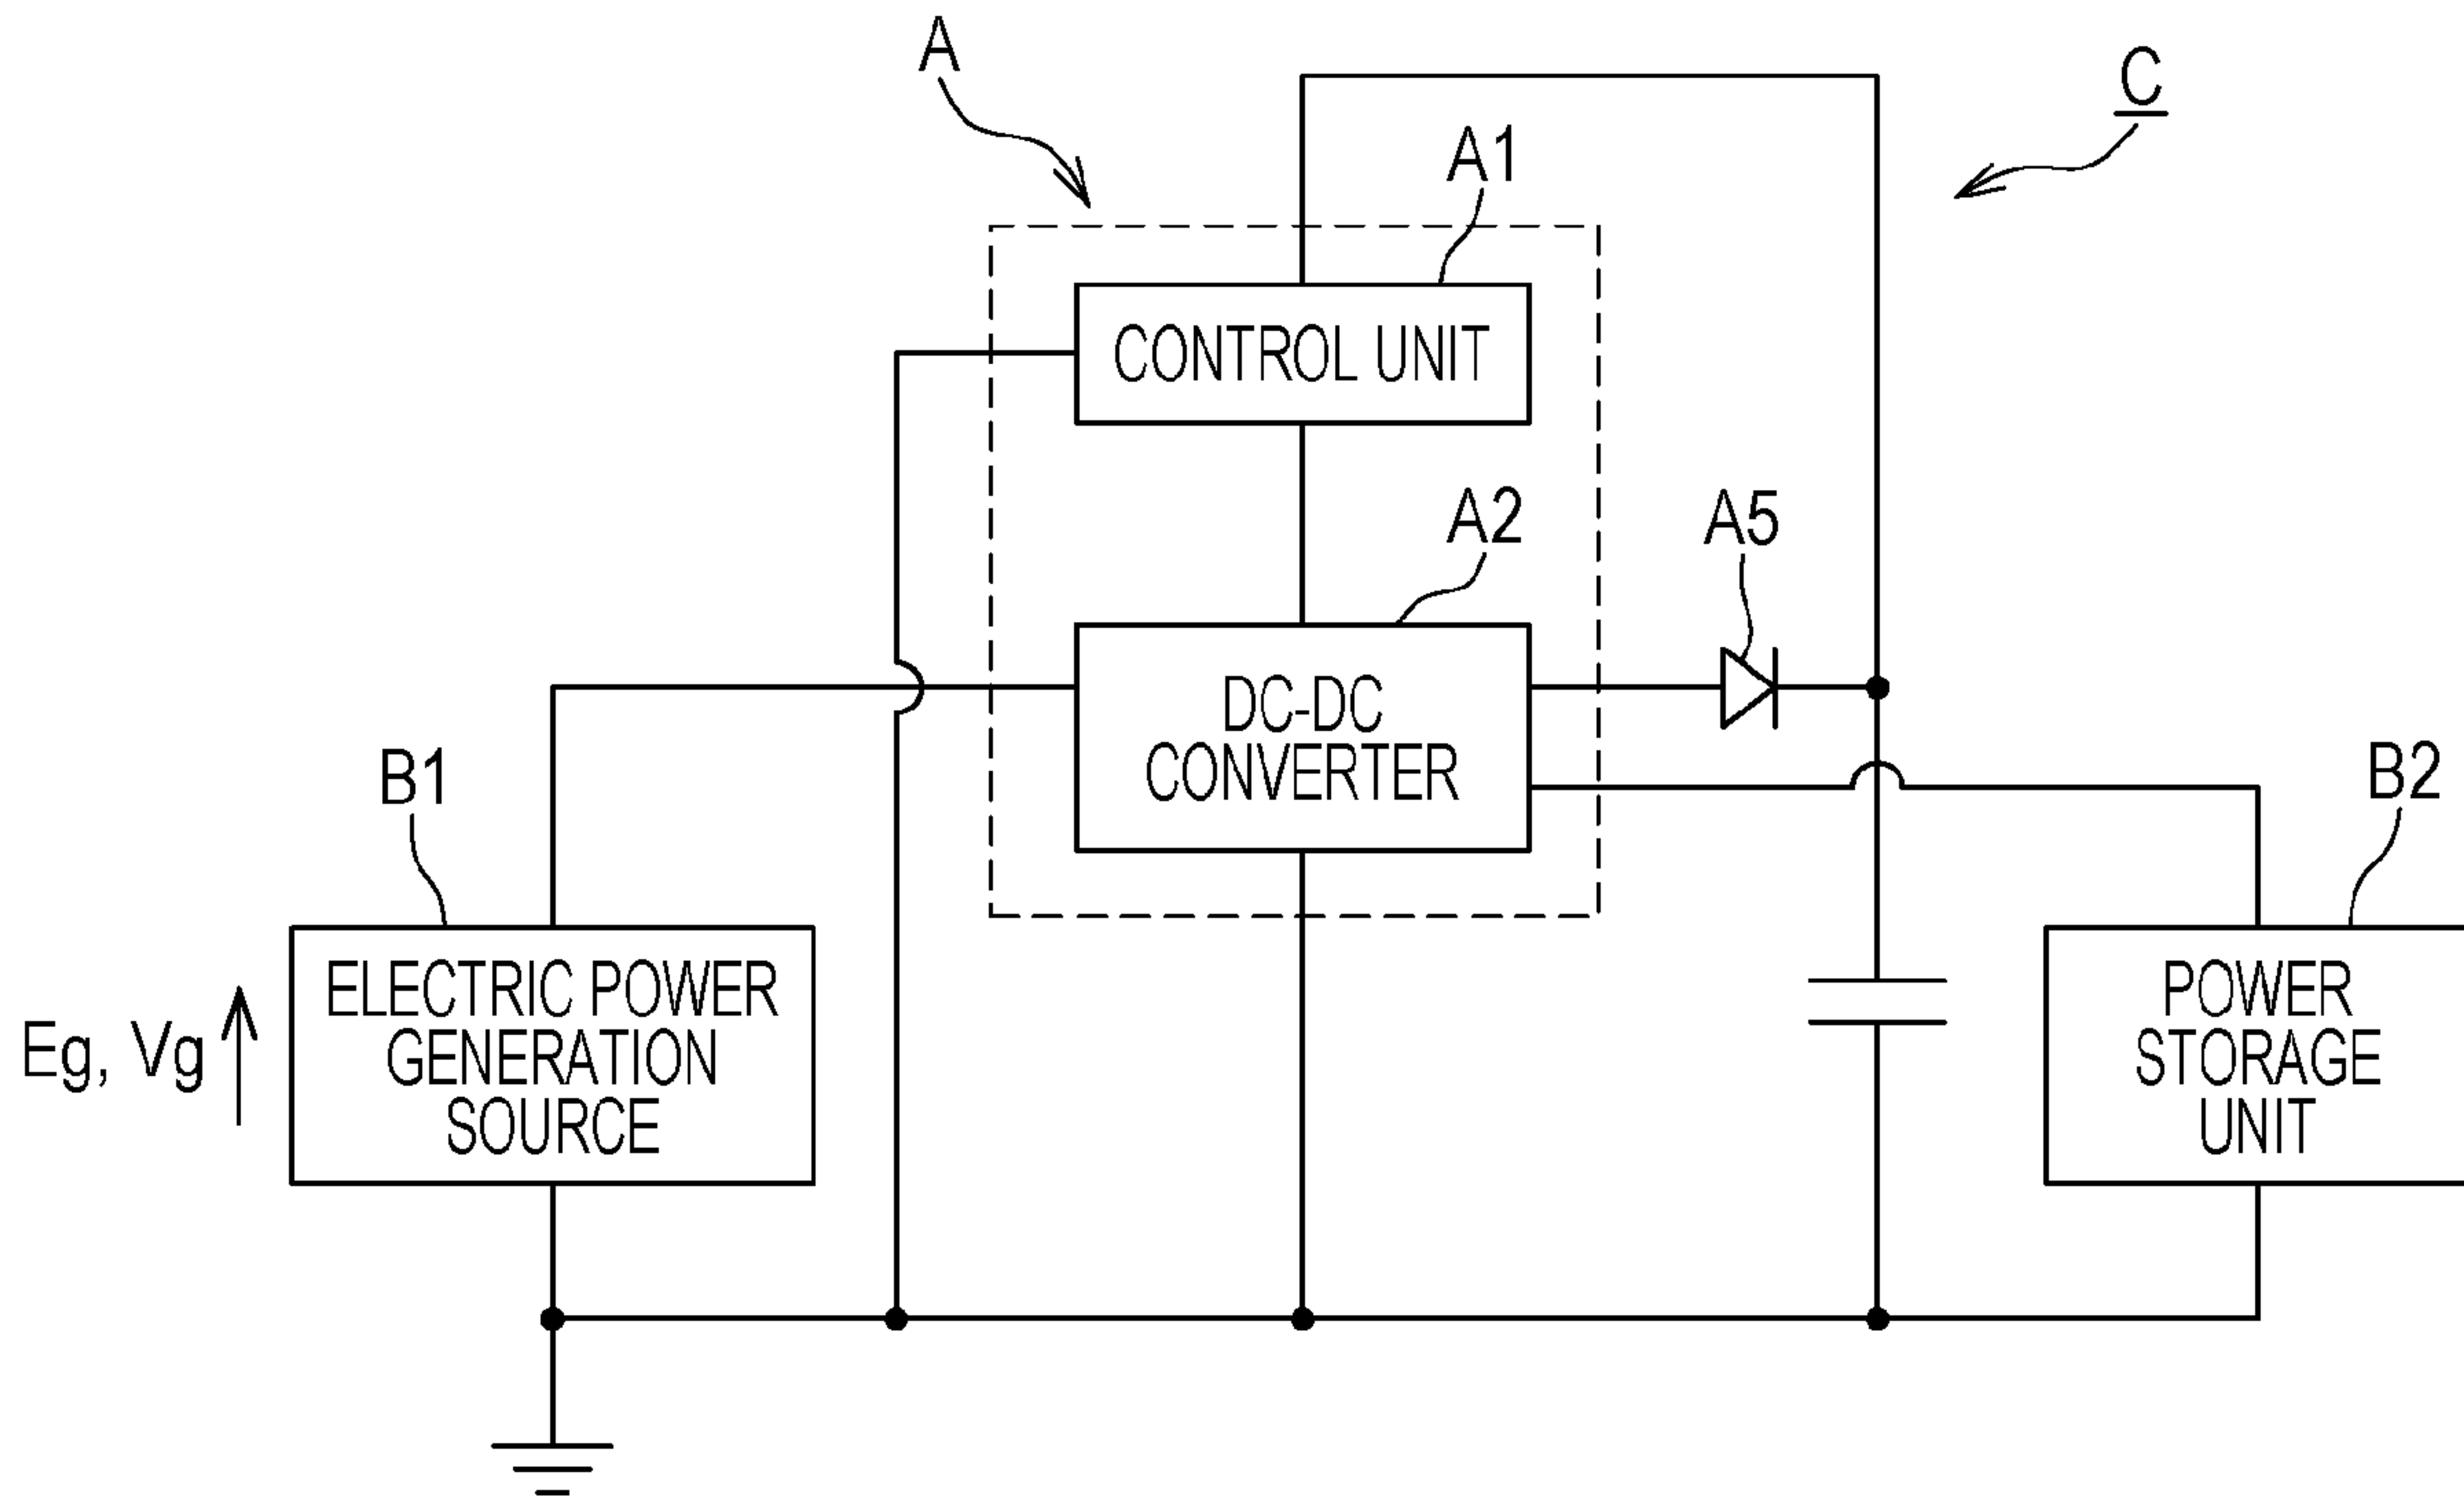 A
C
A1
CONTROL UNIT
A2
A5
DC-DC
CONVERTER
B1
B2
ELECTRIC POWER
GENERATION
SOURCE
Eg, Vg
POWER
STORAGE
UNIT